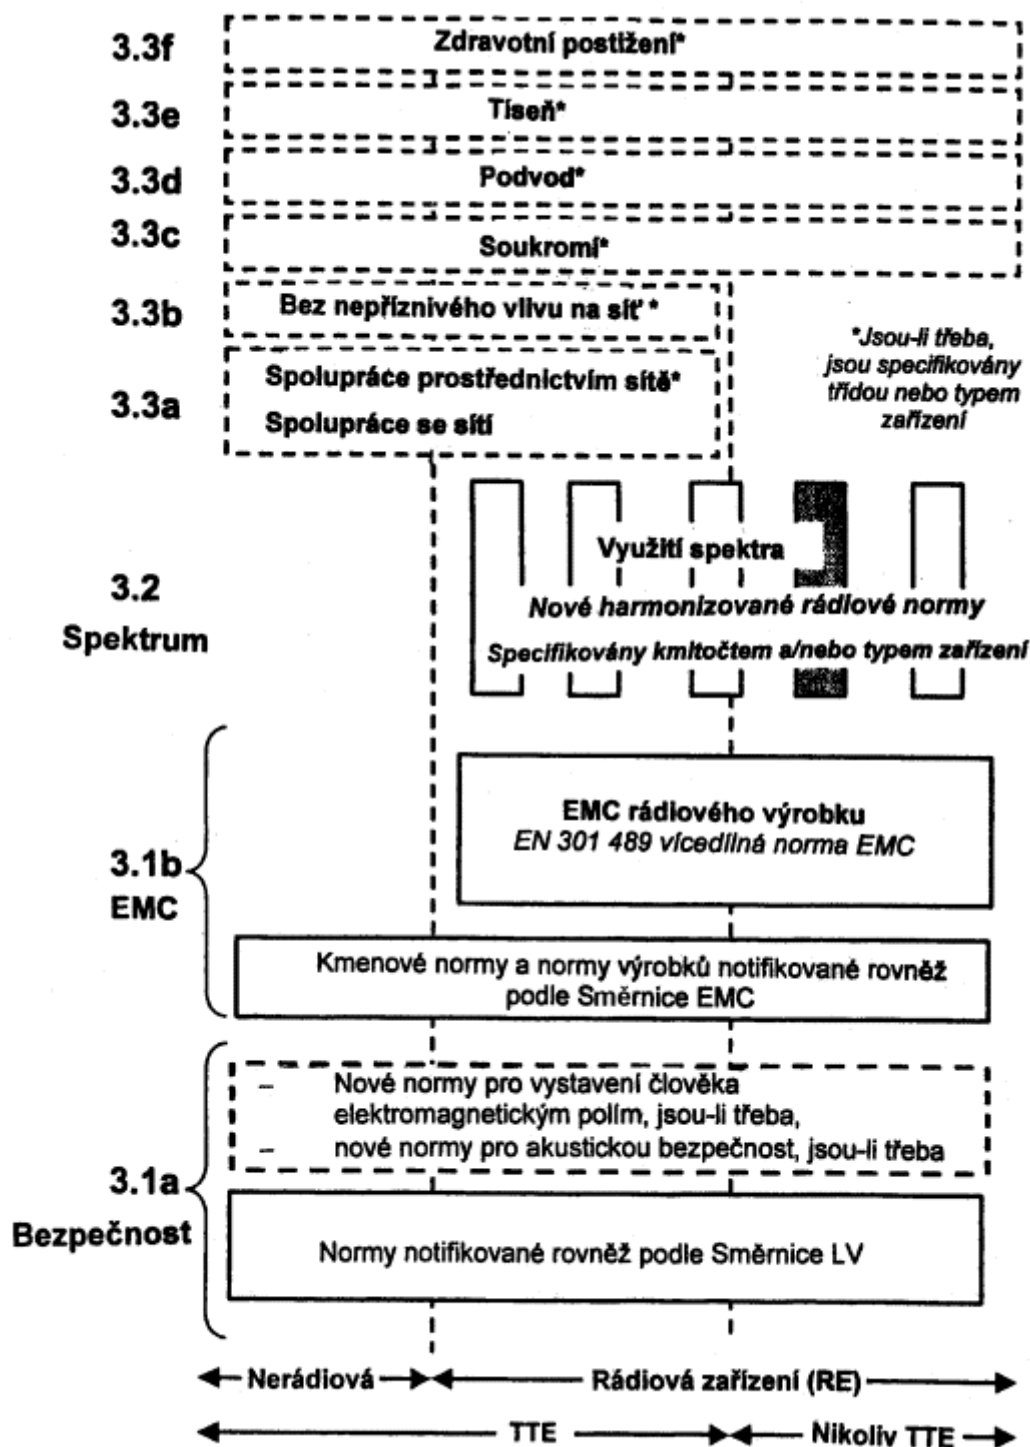 3.3f
Zdravotní postižení*
3.3e
Tíseň*
3.3d
Podvod*
3.3c
Soukromí*
3.3b
Bez nepříznivého vlivu na síť *
3.3a
Spolupráce prostřednictvím sítě*
Spolupráce se sítí
*Jsou-li třeba,
jsou specifikovány
třídou nebo typem
zařízení
3.2
Spektrum
Využití spektra
Nové harmonizované rádiové normy
Specifikovány kmitočtem a/nebo typem zařízení
3.1b
EMC
EMC rádiového výrobku
EN 301 489 vícedílná norma EMC
Kmenové normy a normy výrobků notifikované rovněž
podle Směrnice EMC
3.1a
Bezpečnost
– Nové normy pro vystavení člověka
elektromagnetickým polím, jsou-li třeba,
– nové normy pro akustickou bezpečnost, jsou-li třeba
Normy notifikované rovněž podle Směrnice LV
Nerádiová
Rádiová zařízení (RE)
TTE
Nikoliv TTE